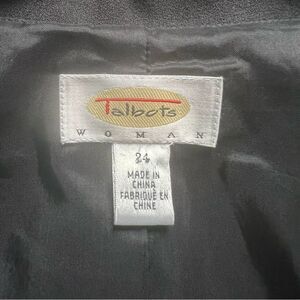 Talbots
WOMAN
24
MADE IN
CHINA
FABRIQUÉ EN
CHINE